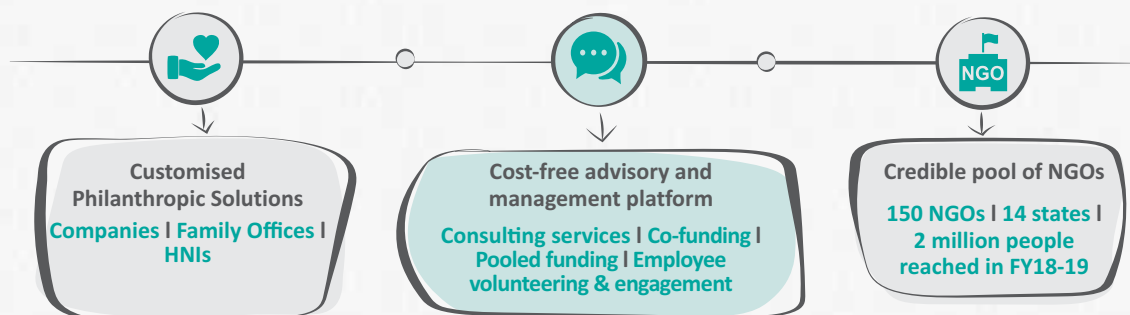 NGO
Customised
Philanthropic Solutions
Companies l Family Offices l
HNIs
Cost-free advisory and
management platform
Consulting services l Co-funding l
Pooled funding l Employee
volunteering & engagement
Credible pool of NGOs
150 NGOs l 14 states l
2 million people
reached in FY18-19